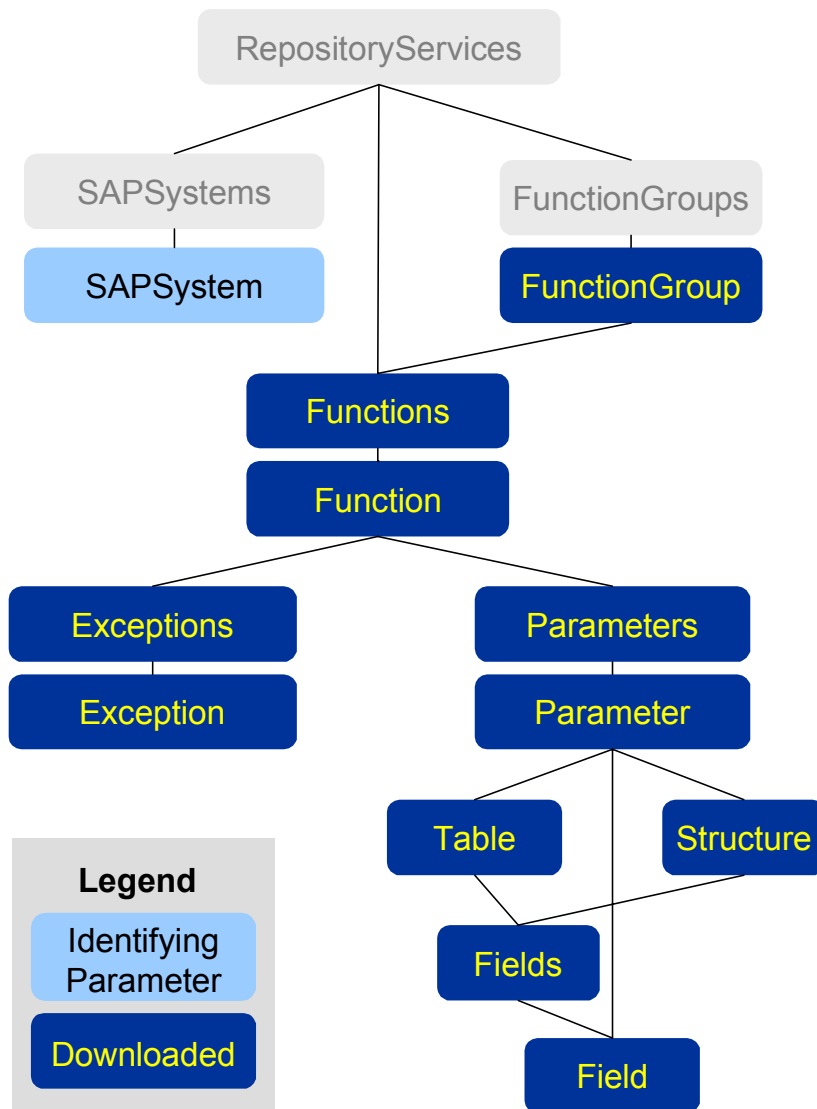 RepositoryServices
SAPSystems
FunctionGroups
SAPSystem
FunctionGroup
Functions
Function
Exceptions
Parameters
Exception
Parameter
Table
Structure
Legend
Identifying
Parameter
Fields
Downloaded
Field